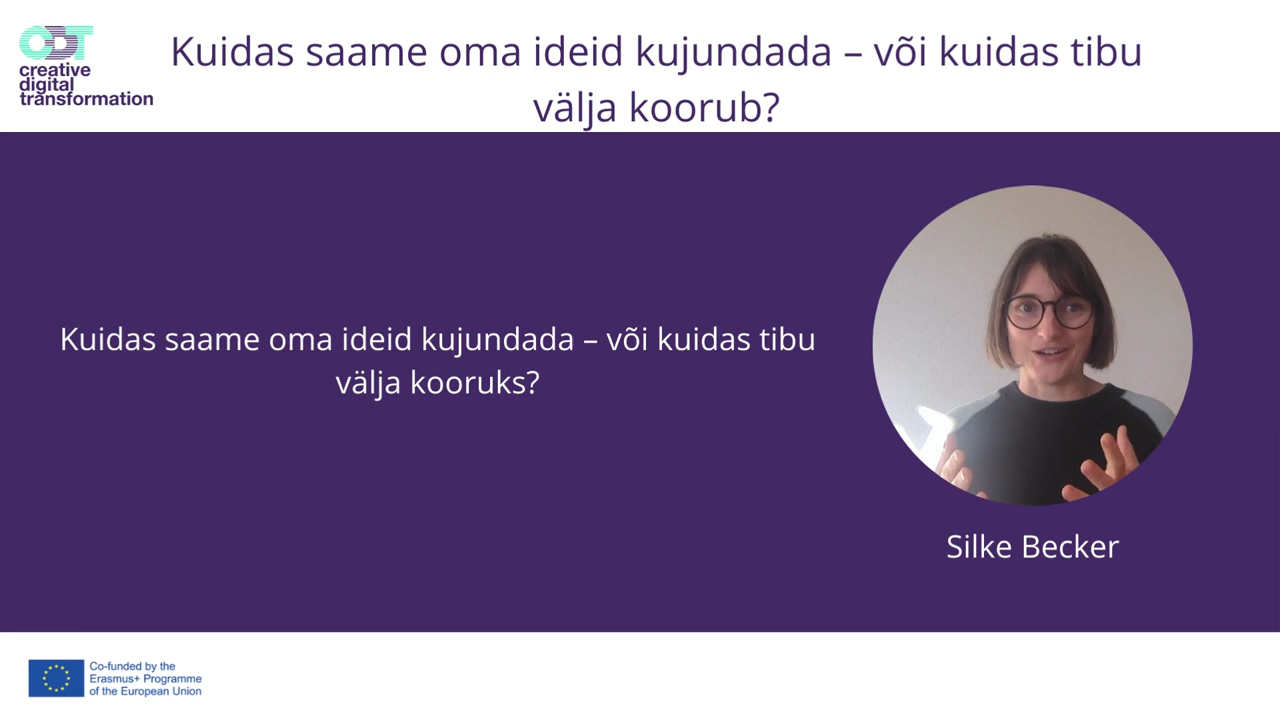 CDT
creative
digital
transformation
Kuidas saame oma ideid kujundada – või kuidas tibu
välja koorub?
Kuidas saame oma ideid kujundada – või kuidas tibu
välja kooruks?
Silke Becker
Co-funded by the
Erasmus+ Programme
of the European Union